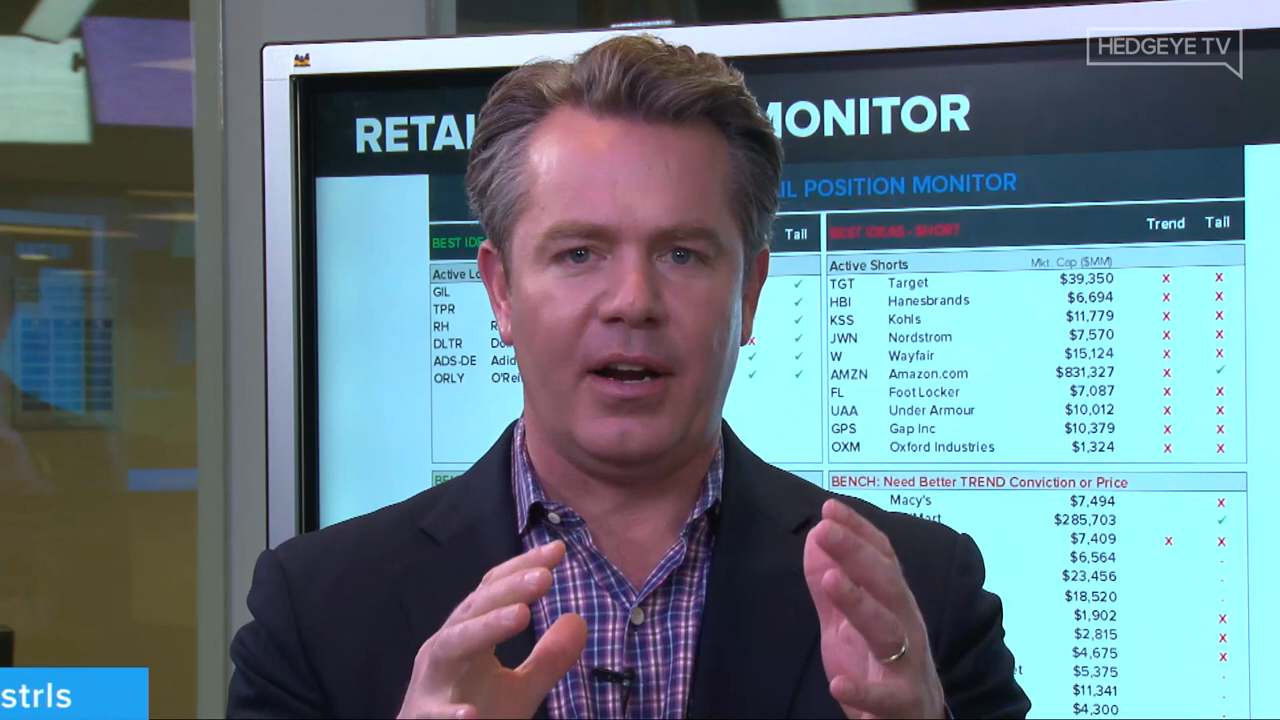 HEDGEYE TV
RETAI MONITOR
IL POSITION MONITOR
BEST IDE Tail BEST IDEAS - SHORT Trend Tail
Active Lo Active Shorts Mkt. Cap ($MM)
GIL ✓ TGT Target $39,350 x x
TPR ✓ HBI Hanesbrands $6,694 x x
RH R ✓ KSS Kohls $11,779 x x
DLTR Do x ✓ JWN Nordstrom $7,570 x x
ADS-DE Adid ✓ ✓ W Wayfair $15,124 x x
ORLY O'Rei ✓ ✓ AMZN Amazon.com $831,327 x ✓
FL Foot Locker $7,087 x x
UAA Under Armour $10,012 x x
GPS Gap Inc $10,379 x x
OXM Oxford Industries $1,324 x x
BENCH: Need Better TREND Conviction or Price
Macy's $7,494 x
Mart $285,703 ✓
$7,409 x x
$6,564 -
$23,456 -
$18,520 -
$1,902 x
$2,815 x
$4,675 x
et $5,375 -
$11,341 -
$4,300 -
strls